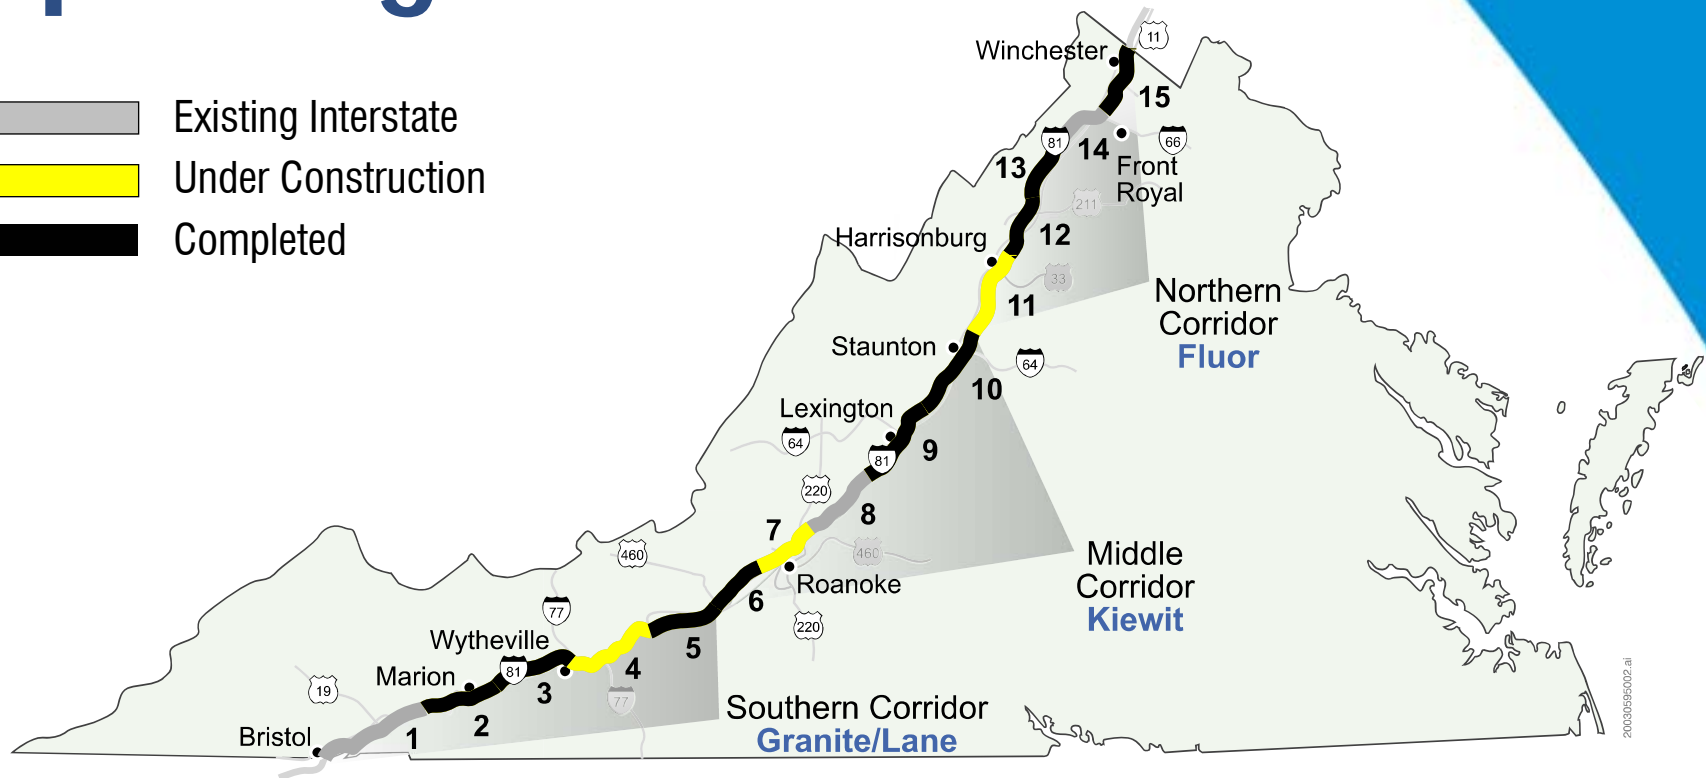 Existing Interstate
Under Construction
Completed
Winchester
11
15
81
14
66
13
Front
Royal
211
12
Harrisonburg
33
11
Northern
Corridor
Fluor
Staunton
64
10
Lexington
64
81
9
220
8
7
460
460
Middle
Corridor
Kiewit
Roanoke
6
220
77
Wytheville
5
4
81
Marion
3
77
19
2
Southern Corridor
Granite/Lane
Bristol
1
20030595002.ai